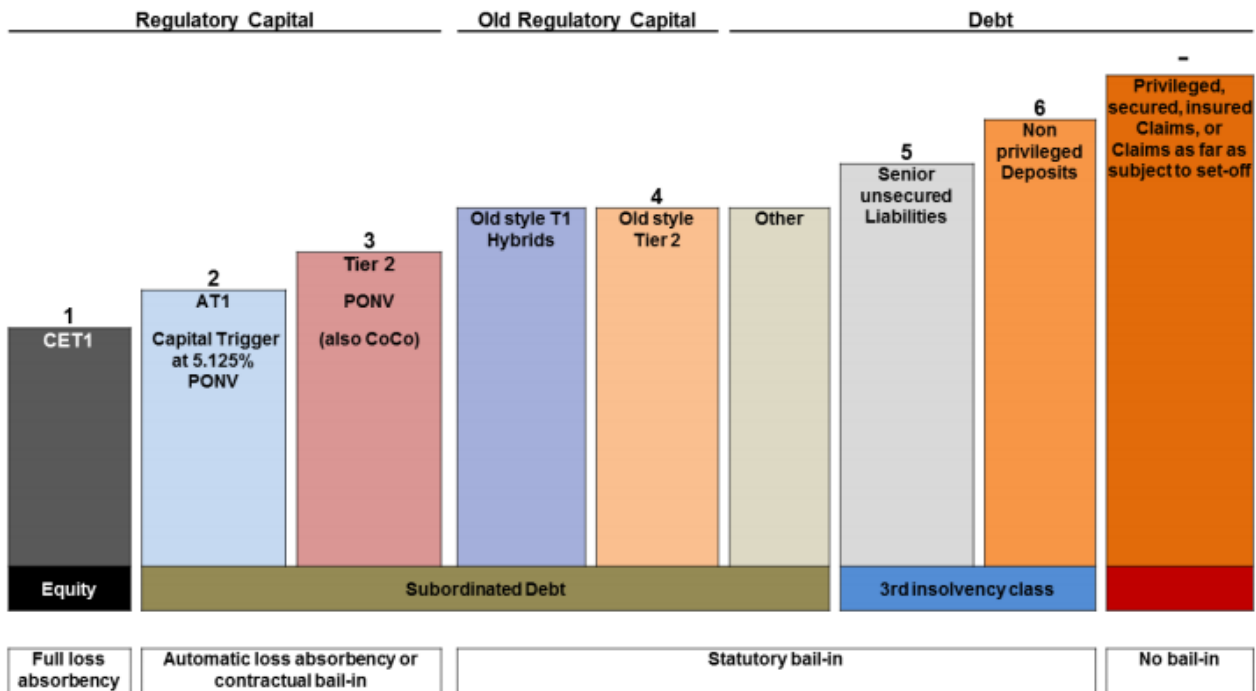 Regulatory Capital
Old Regulatory Capital
Debt
1
CET1
2
AT1
Capital Trigger
at 5.125%
PONV
3
Tier 2
PONV
(also CoCo)
Old style T1
Hybrids
4
Old style
Tier 2
Other
5
Senior
unsecured
Liabilities
6
Non
privileged
Deposits
-
Privileged,
secured, insured
Claims, or
Claims as far as
subject to set-off
Equity
Subordinated Debt
3rd insolvency class
Full loss
absorbency
Automatic loss absorbency or
contractual bail-in
Statutory bail-in
No bail-in